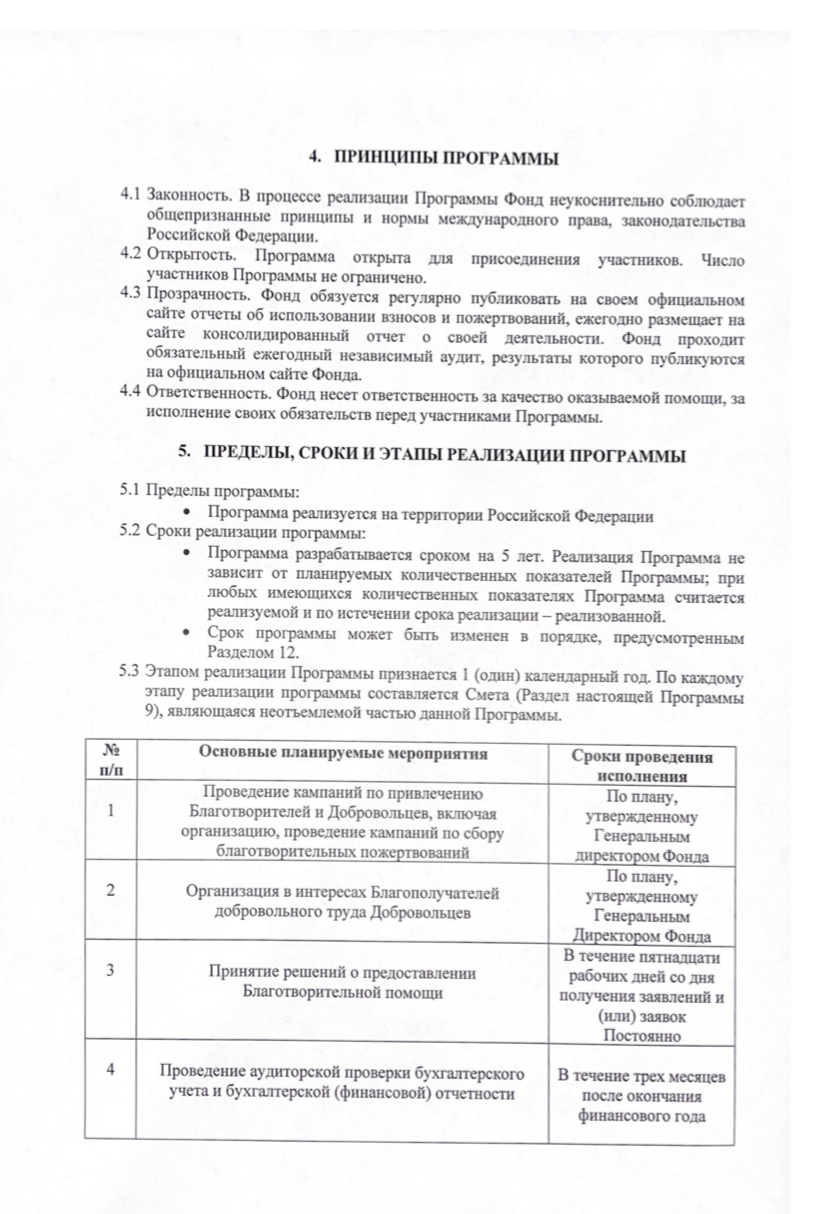 4. ПРИНЦИПЫ ПРОГРАММЫ
4.1 Законность. В процессе реализации Программы Фонд неукоснительно соблюдает
общепризнанные принципы и нормы международного права, законодательства
Российской Федерации.
4.2 Открытость. Программа открыта для присоединения участников. Число
участников Программы не ограничено.
4.3 Прозрачность. Фонд обязуется регулярно публиковать на своем официальном
сайте отчеты об использовании взносов и пожертвований, ежегодно размещает на
сайте консолидированный отчет о своей деятельности. Фонд проходит
обязательный ежегодный независимый аудит, результаты которого публикуются
на официальном сайте Фонда.
4.4 Ответственность. Фонд несет ответственность за качество оказываемой помощи, за
исполнение своих обязательств перед участниками Программы.
5. ПРЕДЕЛЫ, СРОКИ И ЭТАПЫ РЕАЛИЗАЦИИ ПРОГРАММЫ
5.1 Пределы программы:
• Программа реализуется на территории Российской Федерации
5.2 Сроки реализации программы:
• Программа разрабатывается сроком на 5 лет. Реализация Программа не
зависит от планируемых количественных показателей Программы; при
любых имеющихся количественных показателях Программа считается
реализуемой и по истечении срока реализации – реализованной.
• Срок программы может быть изменен в порядке, предусмотренным
Разделом 12.
5.3 Этапом реализации Программы признается 1 (один) календарный год. По каждому
этапу реализации программы составляется Смета (Раздел настоящей Программы
9), являющаяся неотъемлемой частью данной Программы.
№
п/п
Основные планируемые мероприятия
Сроки проведения
исполнения
1
Проведение кампаний по привлечению
Благотворителей и Добровольцев, включая
организацию, проведение кампаний по сбору
благотворительных пожертвований
По плану,
утвержденному
Генеральным
директором Фонда
2
Организация в интересах Благополучателей
добровольного труда Добровольцев
По плану,
утвержденному
Генеральным
Директором Фонда
3
Принятие решений о предоставлении
Благотворительной помощи
В течение пятнадцати
рабочих дней со дня
получения заявлений и
(или) заявок
Постоянно
4
Проведение аудиторской проверки бухгалтерского
учета и бухгалтерской (финансовой) отчетности
В течение трех месяцев
после окончания
финансового года